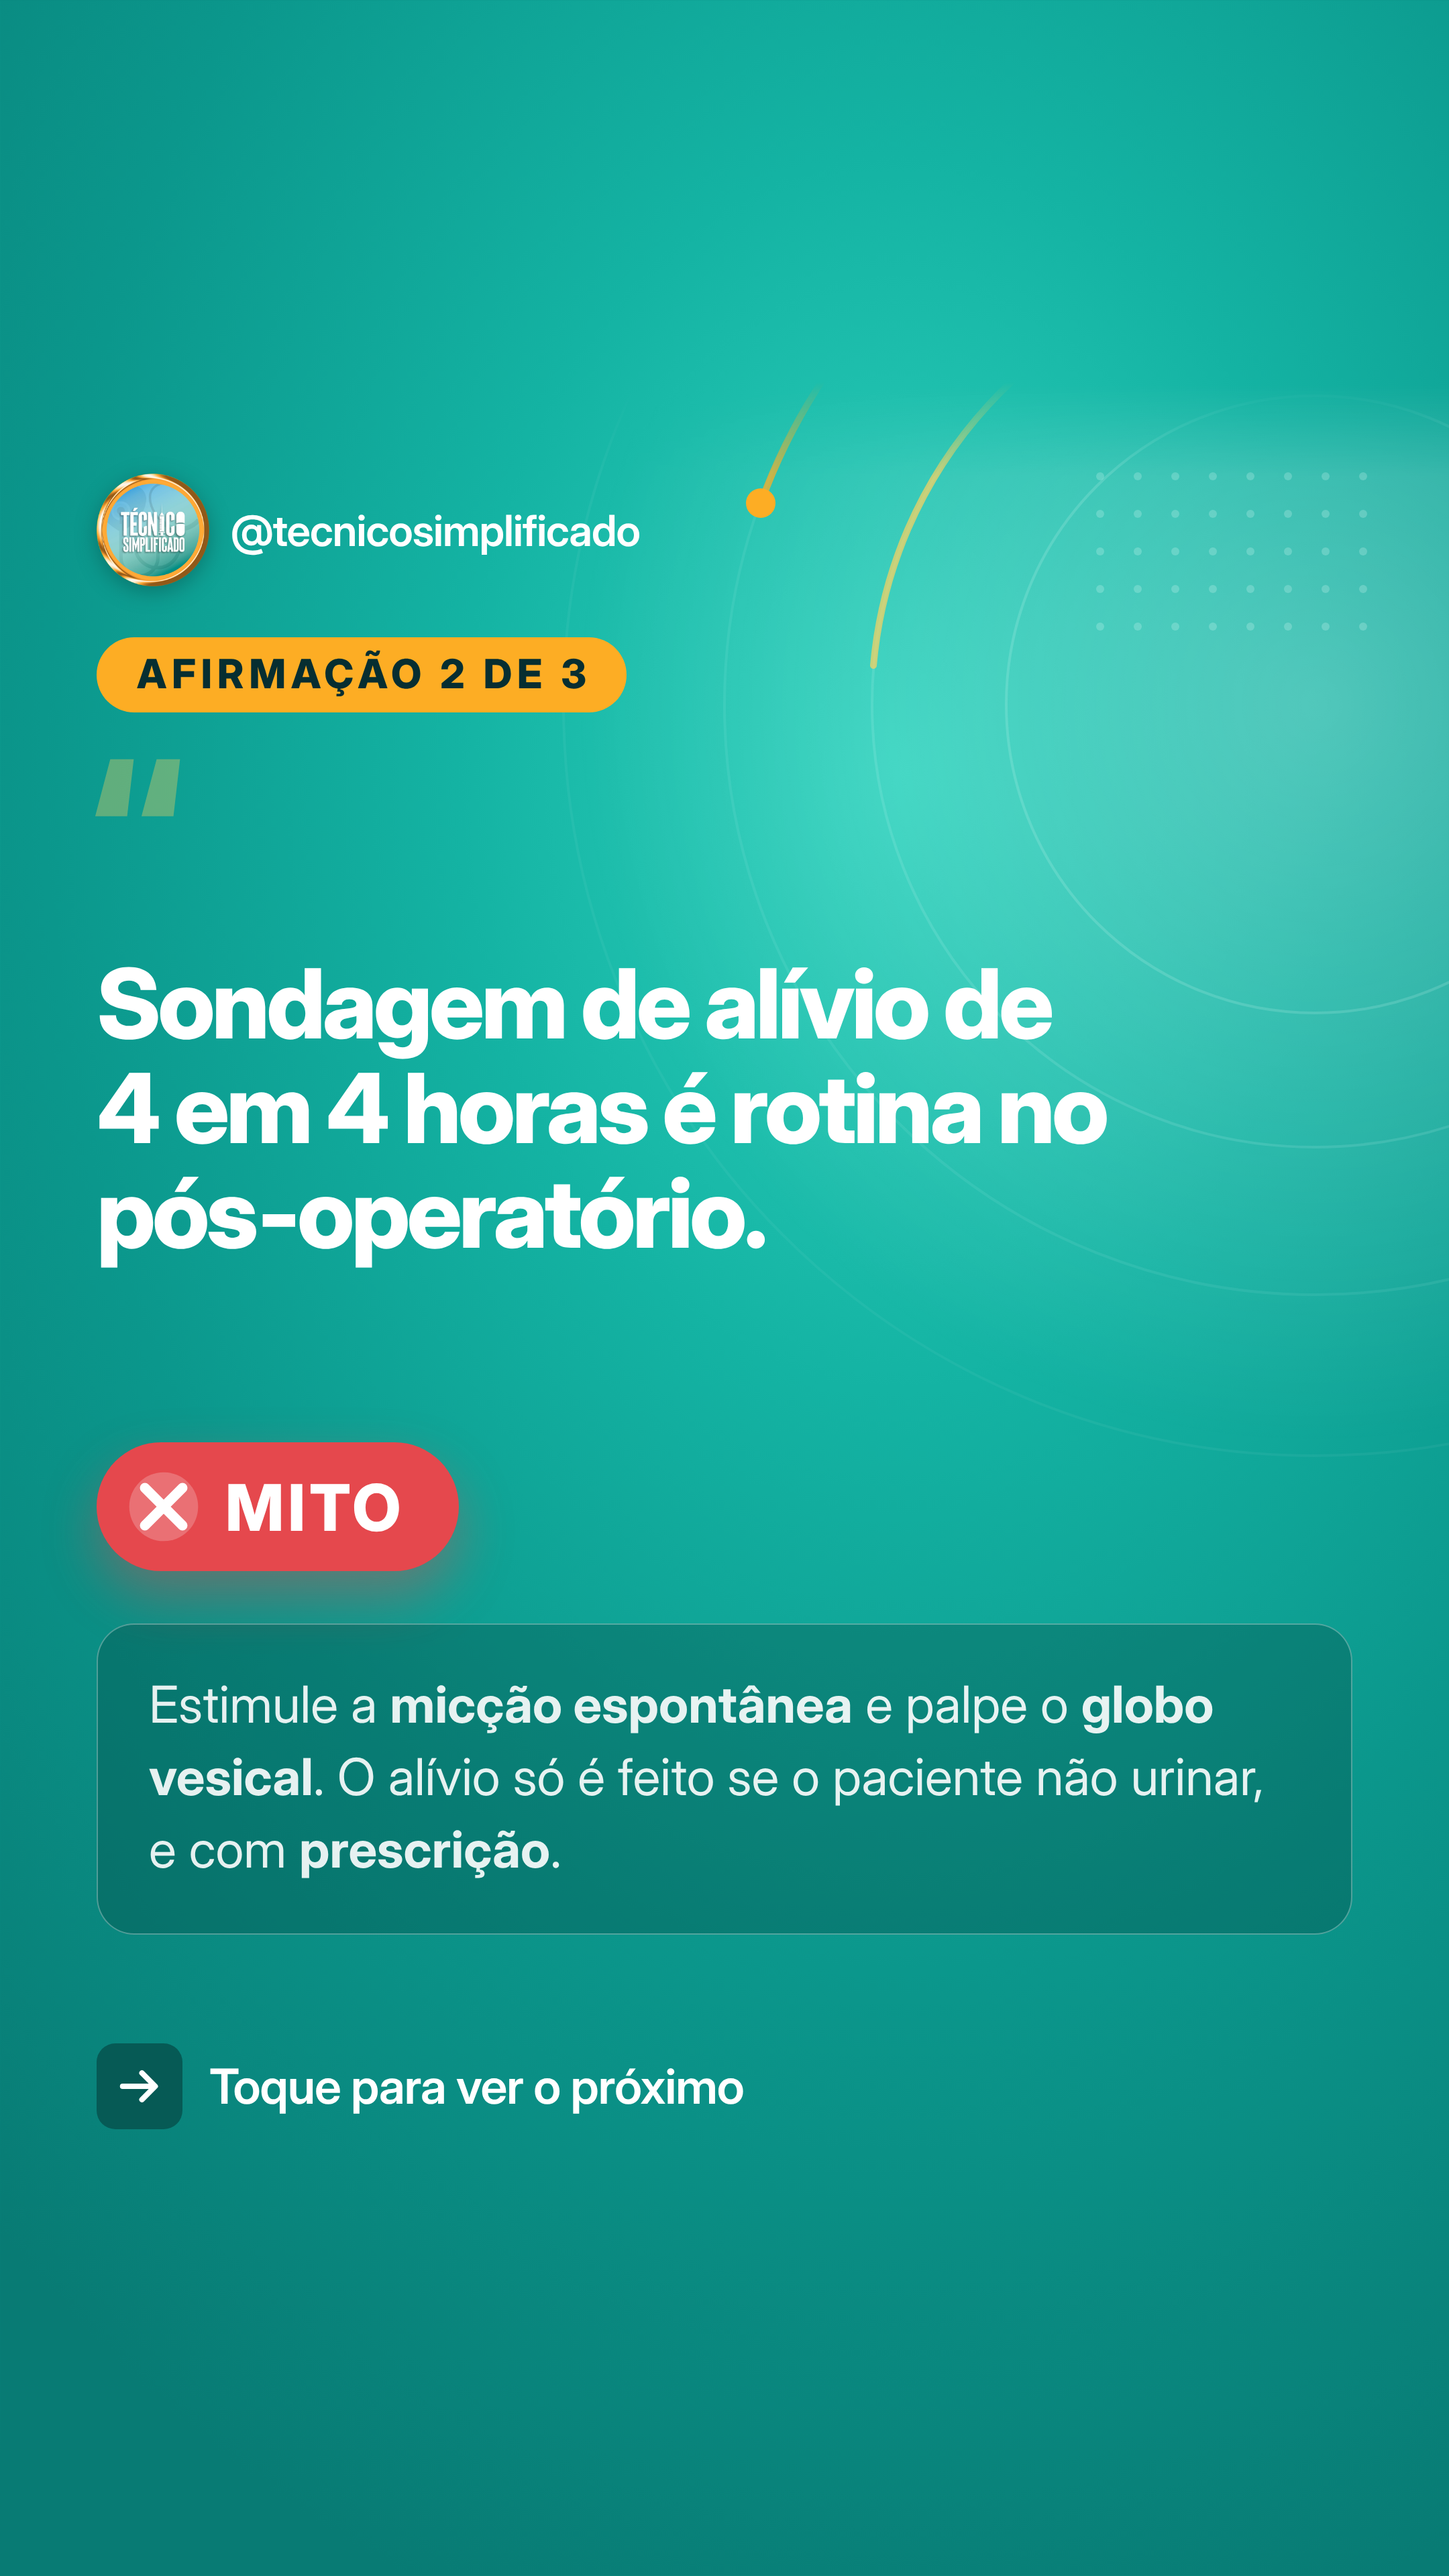 TÉCNICO
SIMPLIFICADO
@tecnicosimplificado
AFIRMAÇÃO 2 DE 3
"
Sondagem de alívio de
4 em 4 horas é rotina no
pós-operatório.
MITO
Estimule a micção espontânea e palpe o globo
vesical. O alívio só é feito se o paciente não urinar,
e com prescrição.
Toque para ver o próximo